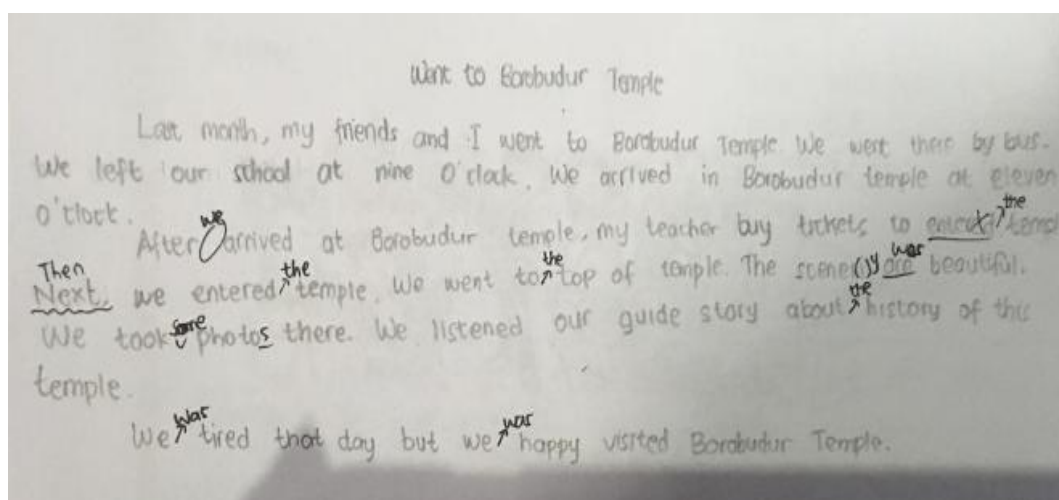 Went to Borobudur Temple
Last month, my friends and I went to Borobudur Temple We went there by bus.
We left our school at nine O'clock. We arrived in Borobudur temple at eleven
O'clock.
After we arrived at Borobudur temple, my teacher buy tickets to the
Then Next, we entered the temple. We went to the top of temple. The scenery are was beautiful.
We took some photos there. We listened our guide story about the history of this
temple.
We was tired that day but we was happy visited Borobudur Temple.